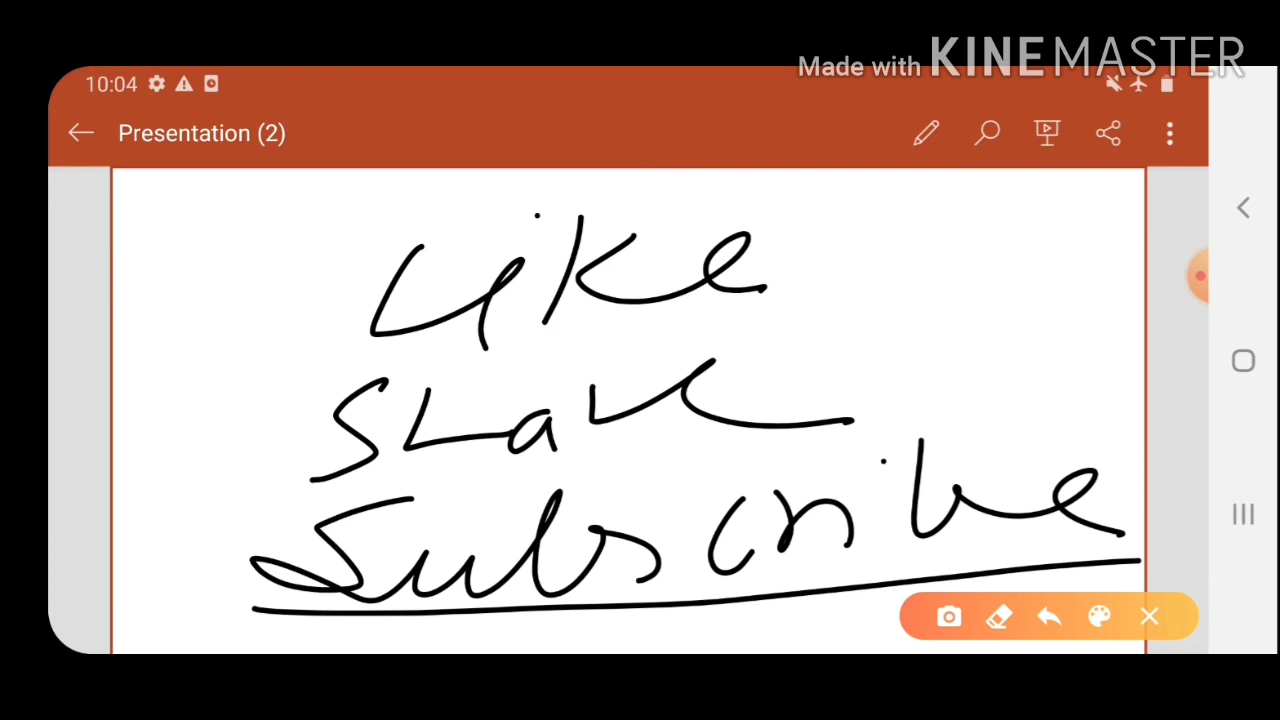 Made with KINEMASTER
10:04
Presentation (2)
Like
Share
Subscribe